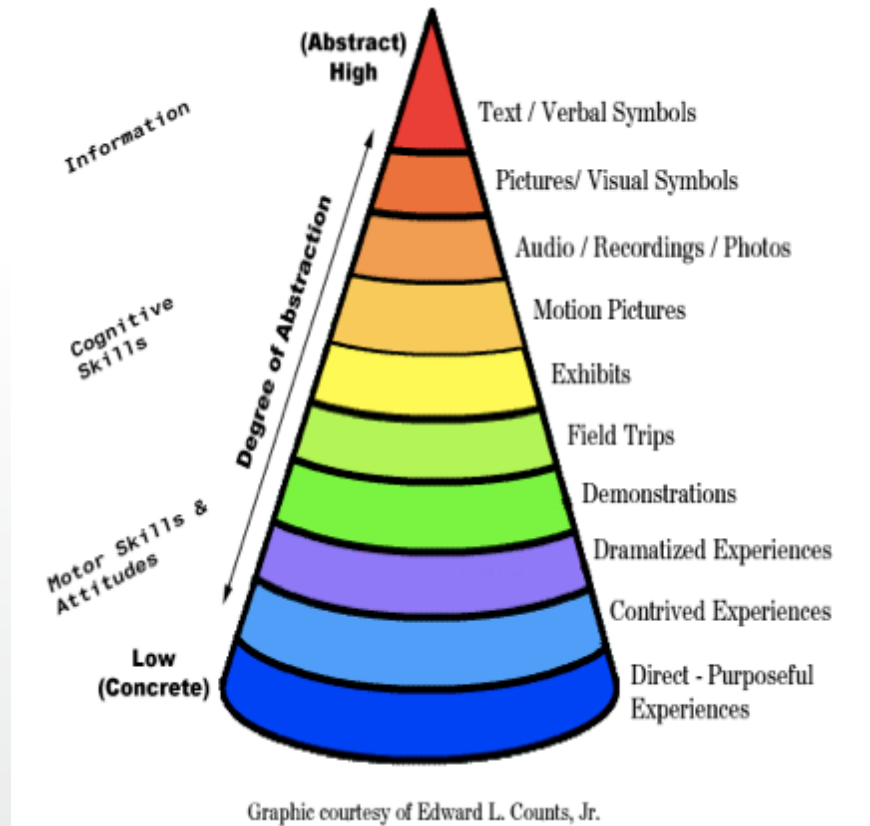 (Abstract)
High
Information
Text / Verbal Symbols
Pictures/ Visual Symbols
Audio / Recordings / Photos
Degree of Abstraction
Motion Pictures
Cognitive
Skills
Exhibits
Field Trips
Demonstrations
Motor Skills &
Attitudes
Dramatized Experiences
Contrived Experiences
Low
(Concrete)
Direct - Purposeful
Experiences
Graphic courtesy of Edward L. Counts, Jr.